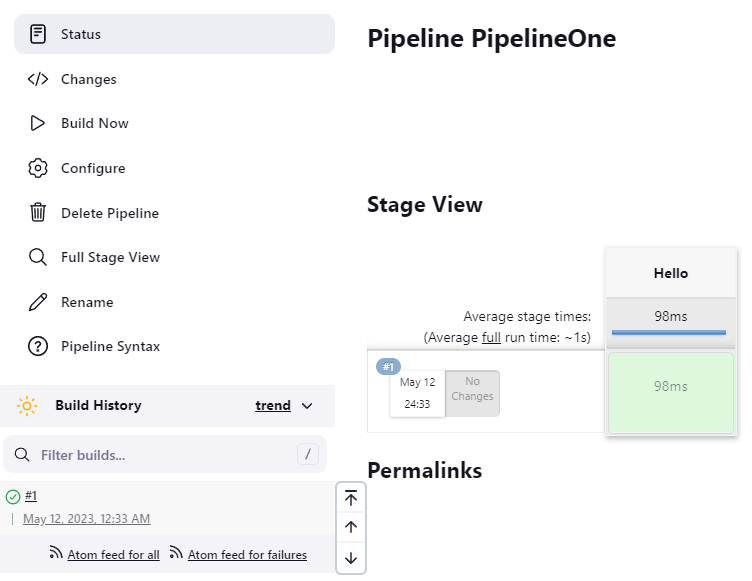 Status
Changes
Build Now
Configure
Delete Pipeline
Full Stage View
Rename
Pipeline Syntax
Build History
trend
Filter builds...
/
#1
May 12, 2023, 12:33 AM
Atom feed for all
Atom feed for failures
Pipeline PipelineOne
Stage View
Hello
Average stage times:
98ms
(Average full run time: ~1s)
#1
May 12
24:33
No
Changes
98ms
Permalinks